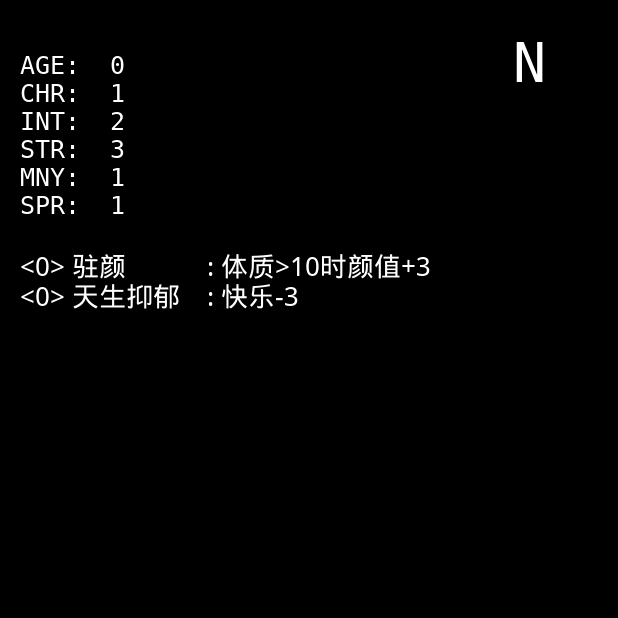 N
AGE: 0
CHR: 1
INT: 2
STR: 3
MNY: 1
SPR: 1
<0> 驻颜 : 体质>10时颜值+3
<0> 天生抑郁 : 快乐-3